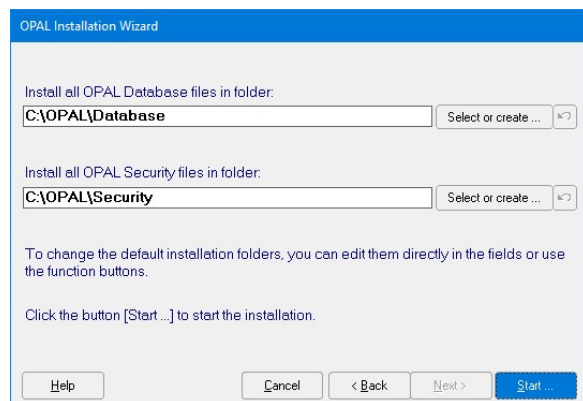 OPAL Installation Wizard
Install all OPAL Database files in folder:
C:\OPAL\Database
Select or create ...
Install all OPAL Security files in folder:
C:\OPAL\Security
Select or create ...
To change the default installation folders, you can edit them directly in the fields or use
the function buttons.
Click the button [Start ...] to start the installation.
Help
Cancel
< Back
Next >
Start ...